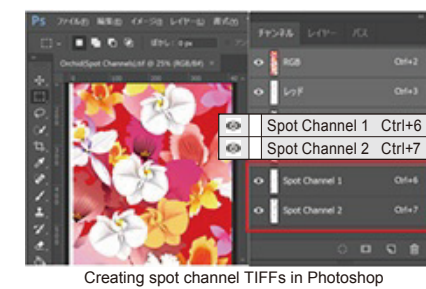 Ps ファイル(F) 編集(E) イメージ(I) レイヤー(L) 書式(Y)
ぼかし: 0 px
Orchid(Spot Channels).tif @ 25% (RGB/8#) ×
チャンネル レイヤー パス
RGB Ctrl+2
レッド Ctrl+3
Spot Channel 1 Ctrl+6
Spot Channel 2 Ctrl+7
Spot Channel 1 Ctrl+6
Spot Channel 2 Ctrl+7
Creating spot channel TIFFs in Photoshop